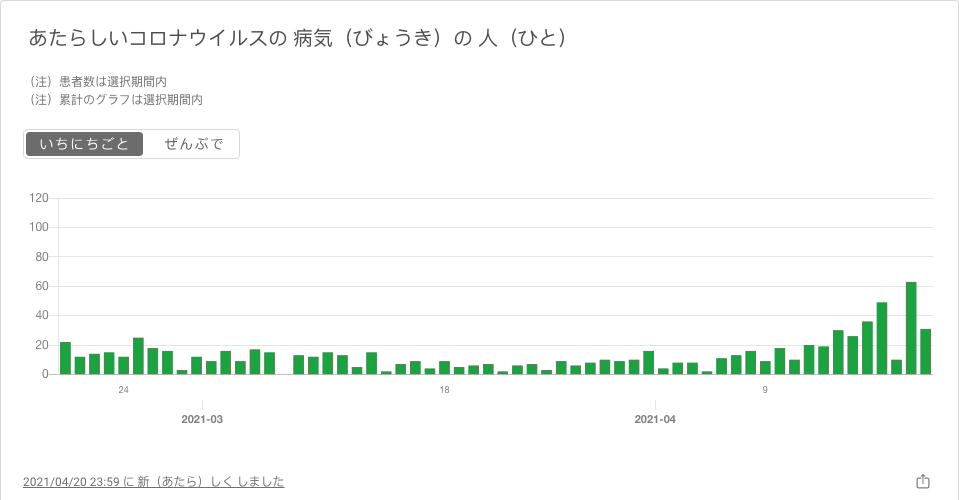 あたらしいコロナウイルスの 病気（びょうき）の 人（ひと）
（注）患者数は選択期間内
（注）累計のグラフは選択期間内
いちにちごと ぜんぶで
120
100
80
60
40
20
0
24 18 9
2021-03 2021-04
2021/04/20 23:59 に 新（あたら）しく しました